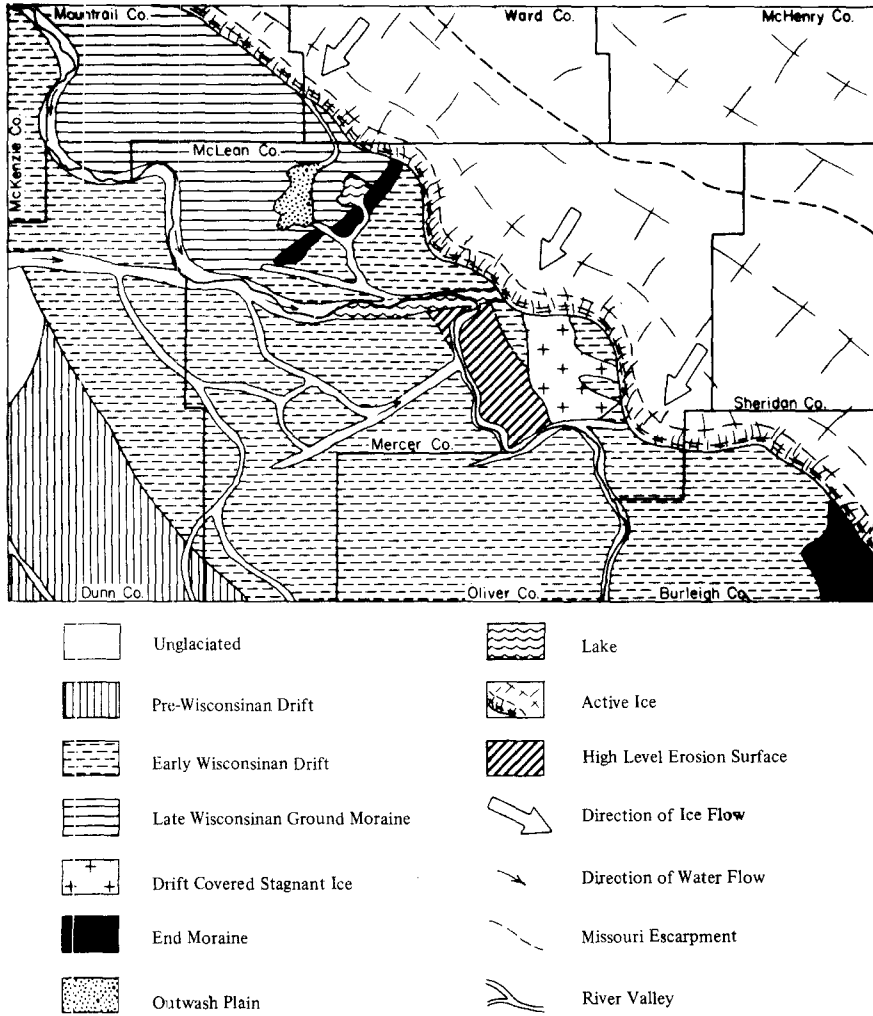 Mountrail Co.
Ward Co.
McHenry Co.
McKenzie Co.
McLean Co.
Sheridan Co.
Mercer Co.
Dunn Co.
Oliver Co.
Burleigh Co.
Unglaciated
Pre-Wisconsinan Drift
Early Wisconsinan Drift
Late Wisconsinan Ground Moraine
Drift Covered Stagnant Ice
End Moraine
Outwash Plain
Lake
Active Ice
High Level Erosion Surface
Direction of Ice Flow
Direction of Water Flow
Missouri Escarpment
River Valley